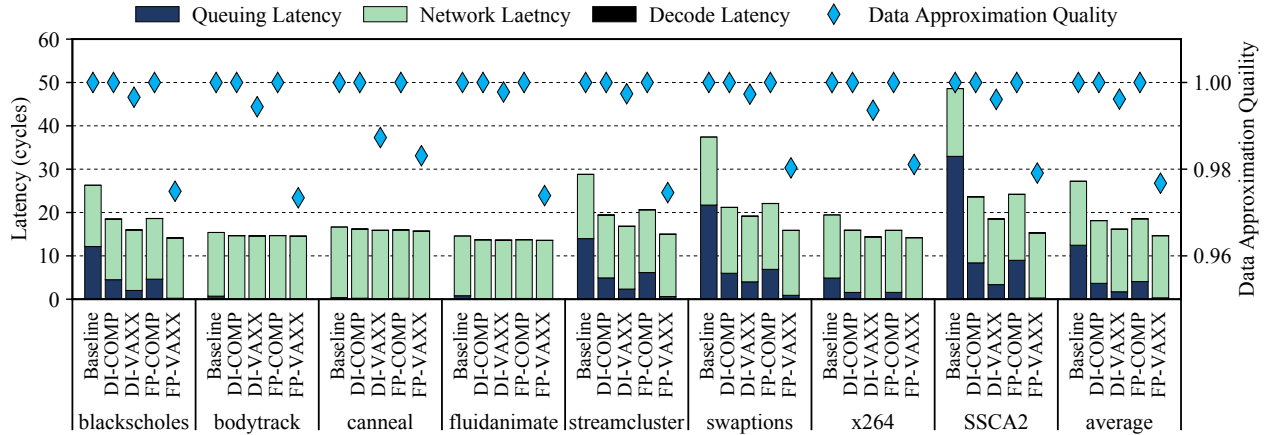 Queuing Latency Network Laetncy Decode Latency Data Approximation Quality
Latency (cycles)
60
50
40
30
20
10
0
1.00
0.98
0.96
Data Approximation Quaility
Baseline DI-COMP DI-VAXX FP-COMP FP-VAXX
blackscholes
Baseline DI-COMP DI-VAXX FP-COMP FP-VAXX
bodytrack
Baseline DI-COMP DI-VAXX FP-COMP FP-VAXX
canneal
Baseline DI-COMP DI-VAXX FP-COMP FP-VAXX
fluidanimate
Baseline DI-COMP DI-VAXX FP-COMP FP-VAXX
streamcluster
Baseline DI-COMP DI-VAXX FP-COMP FP-VAXX
swaptions
Baseline DI-COMP DI-VAXX FP-COMP FP-VAXX
x264
Baseline DI-COMP DI-VAXX FP-COMP FP-VAXX
SSCA2
Baseline DI-COMP DI-VAXX FP-COMP FP-VAXX
average